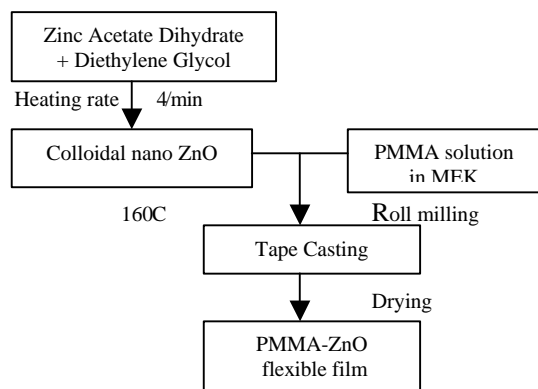 Zinc Acetate Dihydrate
+ Diethylene Glycol
Heating rate 4/min
Colloidal nano ZnO
PMMA solution
in MEK
160C
Roll milling
Tape Casting
Drying
PMMA-ZnO
flexible film